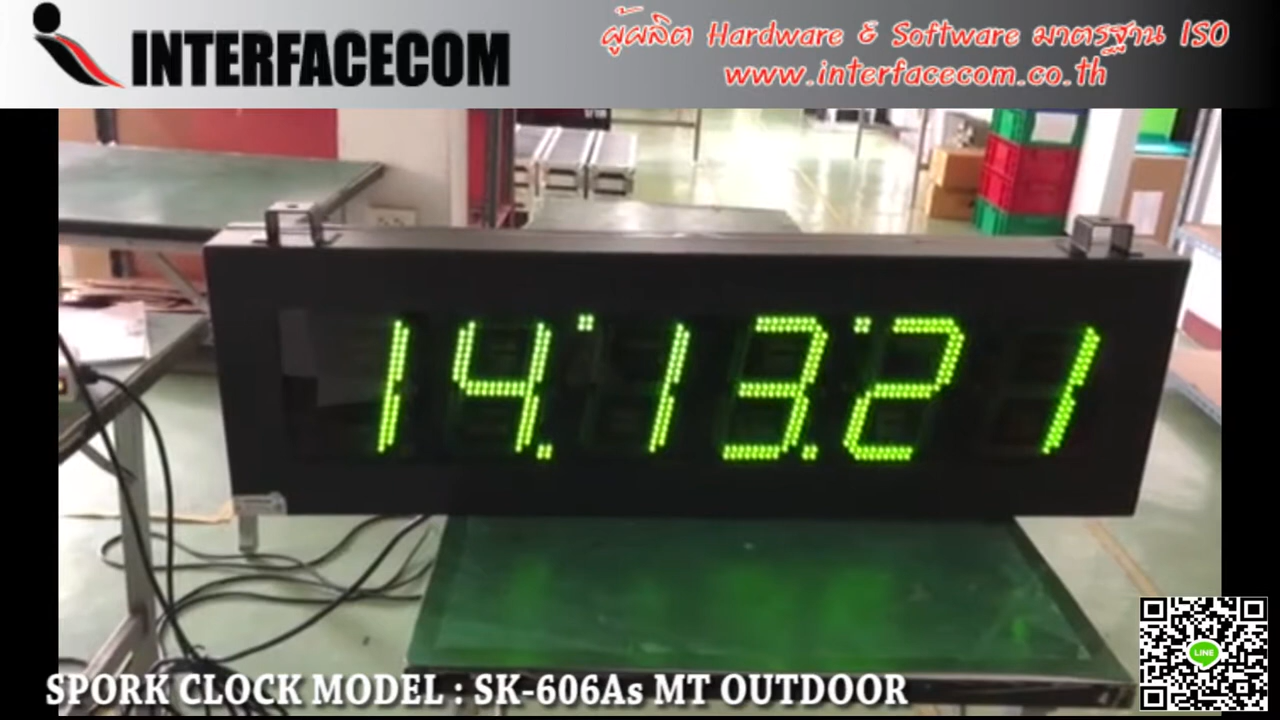 INTERFACECOM
ผู้ผลิต Hardware & Software มาตรฐาน ISO
www.interfacecom.co.th
14:13:21
SPORK CLOCK MODEL : SK-606As MT OUTDOOR
LINE